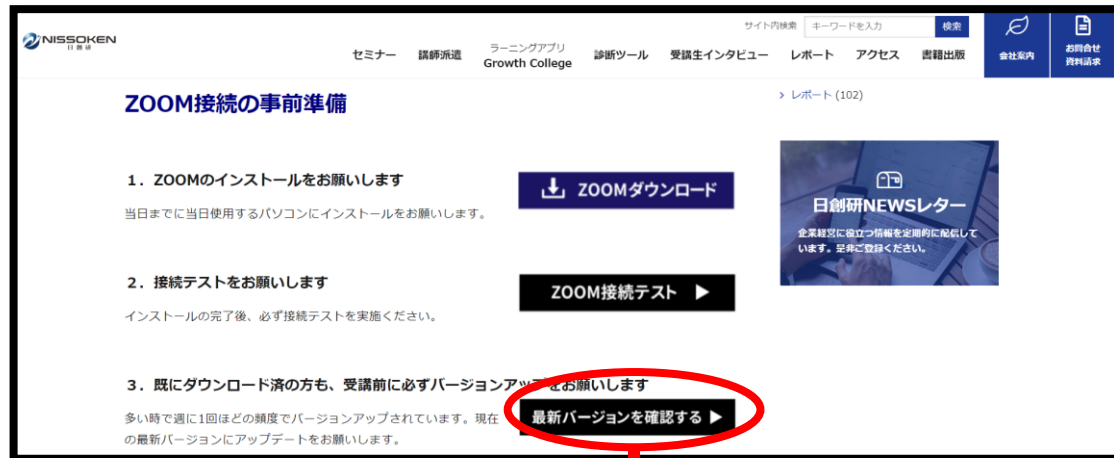 NISSOKEN
日創研
サイト内検索 キーワードを入力 検索
セミナー 講師派遣 ラーニングアプリ Growth College 診断ツール 受講生インタビュー レポート アクセス 書籍出版
会社案内
お問合せ
資料請求
ZOOM接続の事前準備
> レポート (102)
1. ZOOMのインストールをお願いします
当日までに当日使用するパソコンにインストールをお願いします。
ZOOMダウンロード
日創研NEWSレター
企業経営に役立つ情報を定期的に配信して
います。是非ご登録ください。
2. 接続テストをお願いします
インストールの完了後、必ず接続テストを実施ください。
ZOOM接続テスト ▶
3. 既にダウンロード済の方も、受講前に必ずバージョンアップをお願いします
多い時で週に1回ほどの頻度でバージョンアップされています。現在
の最新バージョンにアップデートをお願いします。
最新バージョンを確認する ▶